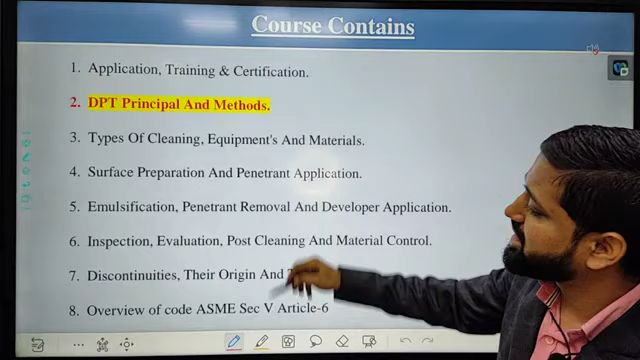 Course Contains
1. Application, Training & Certification.
2. DPT Principal And Methods.
3. Types Of Cleaning, Equipment's And Materials.
4. Surface Preparation And Penetrant Application.
5. Emulsification, Penetrant Removal And Developer Application.
6. Inspection, Evaluation, Post Cleaning And Material Control.
7. Discontinuities, Their Origin And
8. Overview of code ASME Sec V Article-6